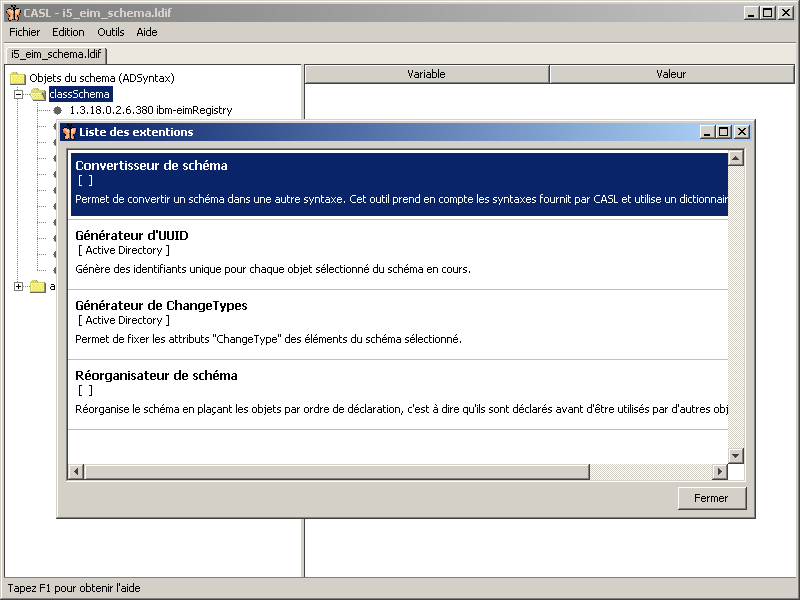 CASL - i5_eim_schema.ldif
Fichier Edition Outils Aide
i5_eim_schema.ldif
Objets du schema (ADSyntax)
Variable Valeur
classSchema
1.3.18.0.2.6.380 ibm-eimRegistry
Liste des extentions
Convertisseur de schéma
[ ]
Permet de convertir un schéma dans une autre syntaxe. Cet outil prend en compte les syntaxes fournit par CASL et utilise un dictionnair
Générateur d'UUID
[ Active Directory ]
Génère des identifiants unique pour chaque objet sélectionné du schéma en cours.
a
Générateur de ChangeTypes
[ Active Directory ]
Permet de fixer les attributs "ChangeType" des éléments du schéma sélectionné.
Réorganisateur de schéma
[ ]
Réorganise le schéma en plaçant les objets par ordre de déclaration, c'est à dire qu'ils sont déclarés avant d'être utilisés par d'autres obj
Fermer
Tapez F1 pour obtenir l'aide